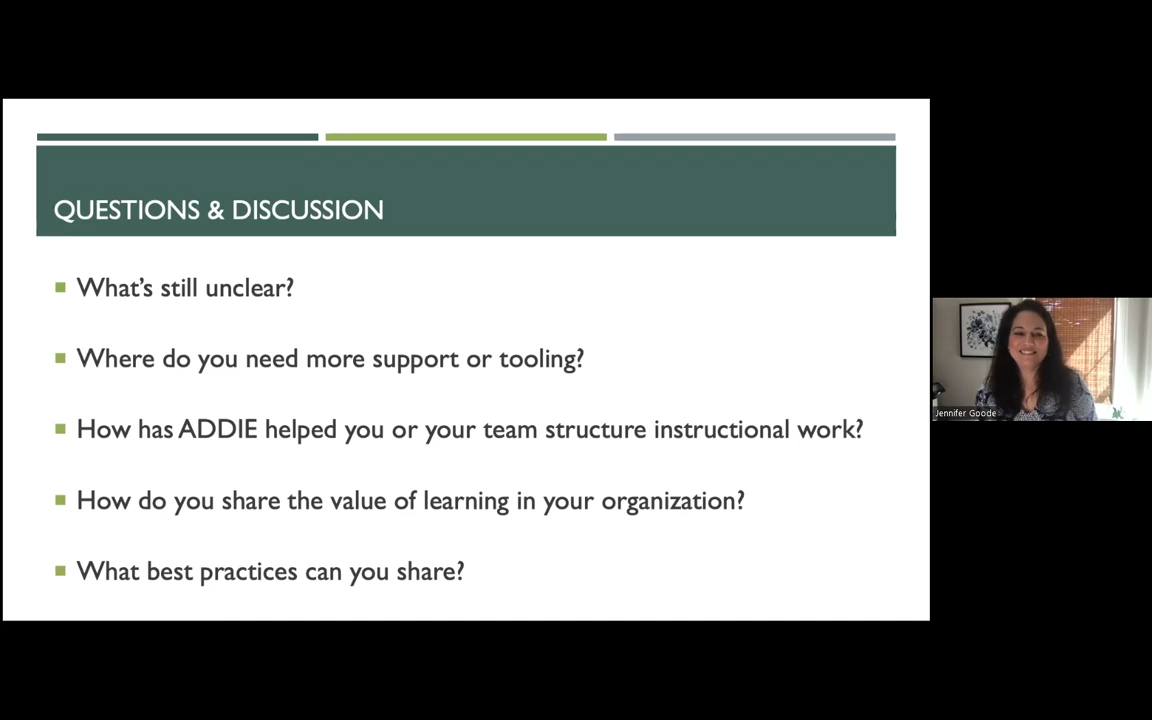 QUESTIONS & DISCUSSION
What's still unclear?
Where do you need more support or tooling?
How has ADDIE helped you or your team structure instructional work?
How do you share the value of learning in your organization?
What best practices can you share?
Jennifer Goode